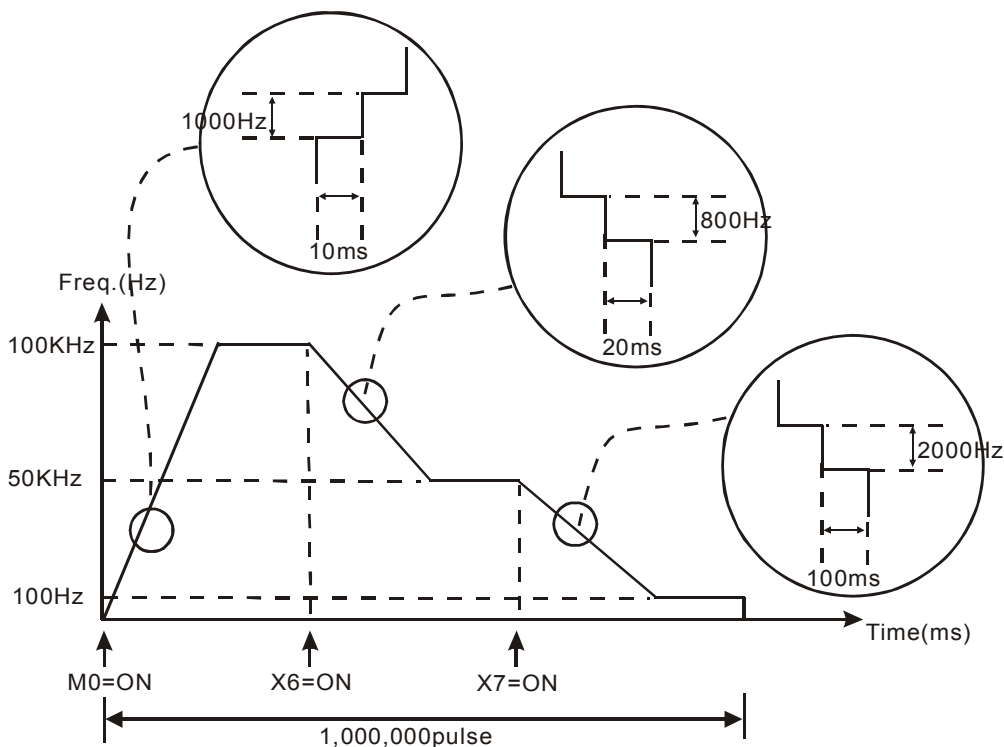 1000Hz
10ms
800Hz
20ms
Freq.(Hz)
100KHz
2000Hz
50KHz
100ms
100Hz
Time(ms)
M0=ON
X6=ON
X7=ON
1,000,000pulse